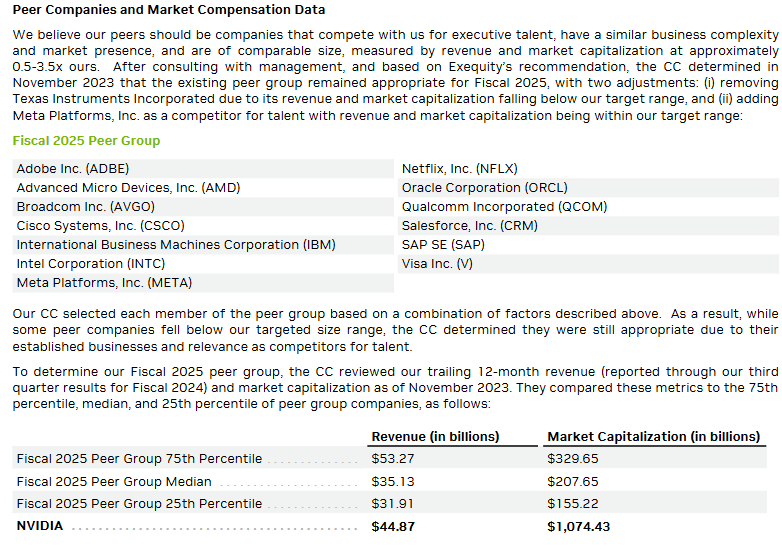 Peer Companies and Market Compensation Data
We believe our peers should be companies that compete with us for executive talent, have a similar business complexity
and market presence, and are of comparable size, measured by revenue and market capitalization at approximately
0.5-3.5x ours. After consulting with management, and based on Exequity's recommendation, the CC determined in
November 2023 that the existing peer group remained appropriate for Fiscal 2025, with two adjustments: (i) removing
Texas Instruments Incorporated due to its revenue and market capitalization falling below our target range, and (ii) adding
Meta Platforms, Inc. as a competitor for talent with revenue and market capitalization being within our target range:
Fiscal 2025 Peer Group
Adobe Inc. (ADBE) Netflix, Inc. (NFLX)
Advanced Micro Devices, Inc. (AMD) Oracle Corporation (ORCL)
Broadcom Inc. (AVGO) Qualcomm Incorporated (QCOM)
Cisco Systems, Inc. (CSCO) Salesforce, Inc. (CRM)
International Business Machines Corporation (IBM) SAP SE (SAP)
Intel Corporation (INTC) Visa Inc. (V)
Meta Platforms, Inc. (META)
Our CC selected each member of the peer group based on a combination of factors described above. As a result, while
some peer companies fell below our targeted size range, the CC determined they were still appropriate due to their
established businesses and relevance as competitors for talent.
To determine our Fiscal 2025 peer group, the CC reviewed our trailing 12-month revenue (reported through our third
quarter results for Fiscal 2024) and market capitalization as of November 2023. They compared these metrics to the 75th
percentile, median, and 25th percentile of peer group companies, as follows:
Revenue (in billions) Market Capitalization (in billions)
Fiscal 2025 Peer Group 75th Percentile $53.27 $329.65
Fiscal 2025 Peer Group Median $35.13 $207.65
Fiscal 2025 Peer Group 25th Percentile $31.91 $155.22
NVIDIA $44.87 $1,074.43